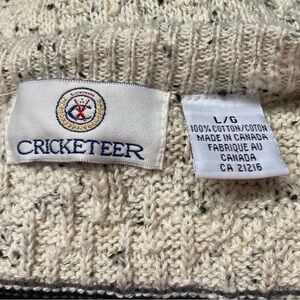 CRICKETEER
L/G
100% COTTON/COTON
MADE IN CANADA
FABRIQUE AU
CANADA
CA 21216